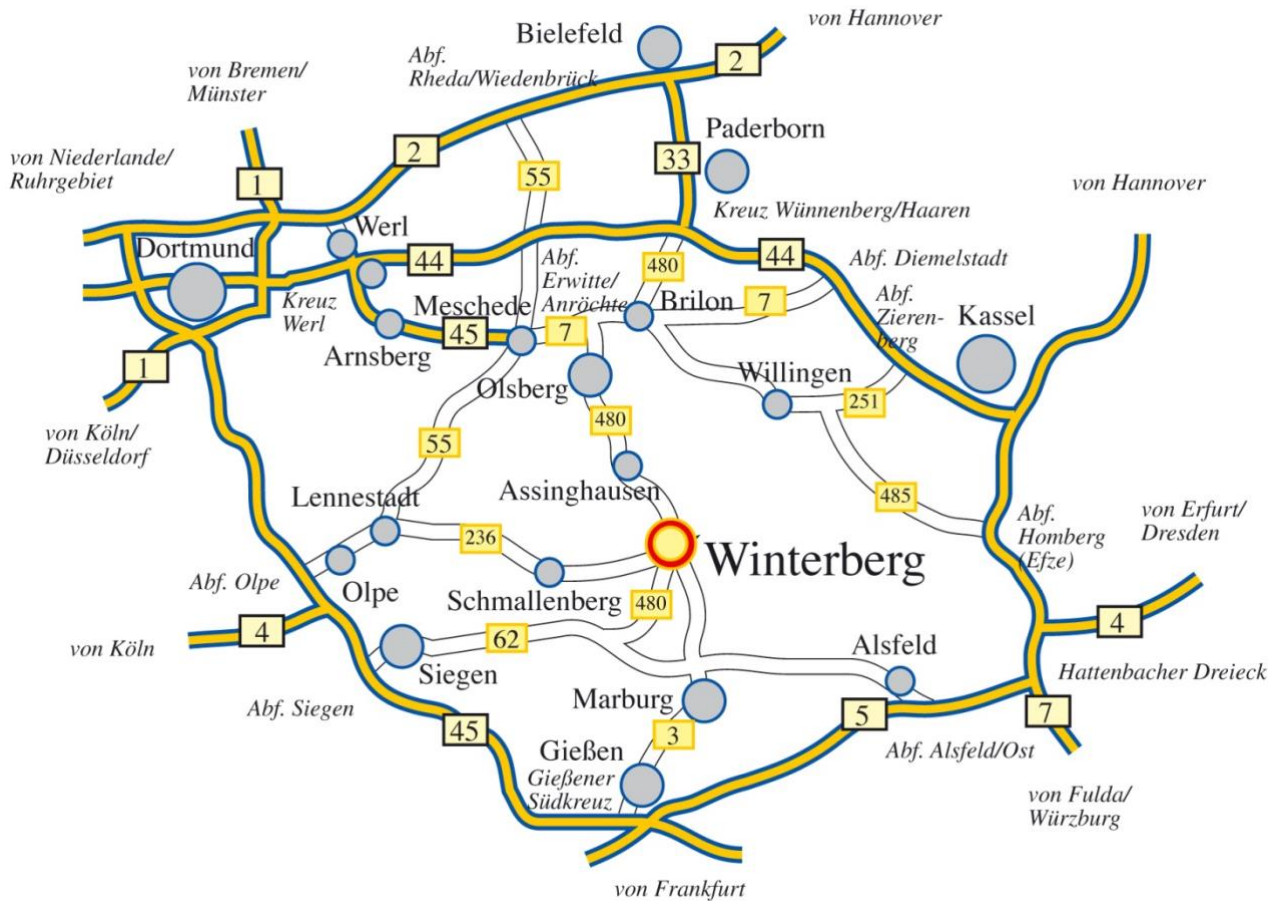 von Hannover
Bielefeld
2
Abf.
Rheda/Wiedenbrück
von Bremen/
Münster
2
Paderborn
33
von Niederlande/
Ruhrgebiet
1
55
von Hannover
Kreuz Wünnenberg/Haaren
Werl
Dortmund
44
Abf.
Erwitte/
Anröchte
480
44
Abf. Diemelstadt
Kreuz
Werl
Meschede
Brilon
7
Abf.
Zieren-
berg
Kassel
45
7
Arnsberg
1
Olsberg
Willingen
251
480
von Köln/
Düsseldorf
55
Lennestadt
Assinghausen
485
Abf.
Homberg
(Efze)
von Erfurt/
Dresden
236
Winterberg
Abf. Olpe
Olpe
Schmallenberg
480
4
4
von Köln
62
Siegen
Alsfeld
Hattenbacher Dreieck
Abf. Siegen
Marburg
45
3
5
7
Gießen
Gießener
Südkreuz
Abf. Alsfeld/Ost
von Fulda/
Würzburg
von Frankfurt